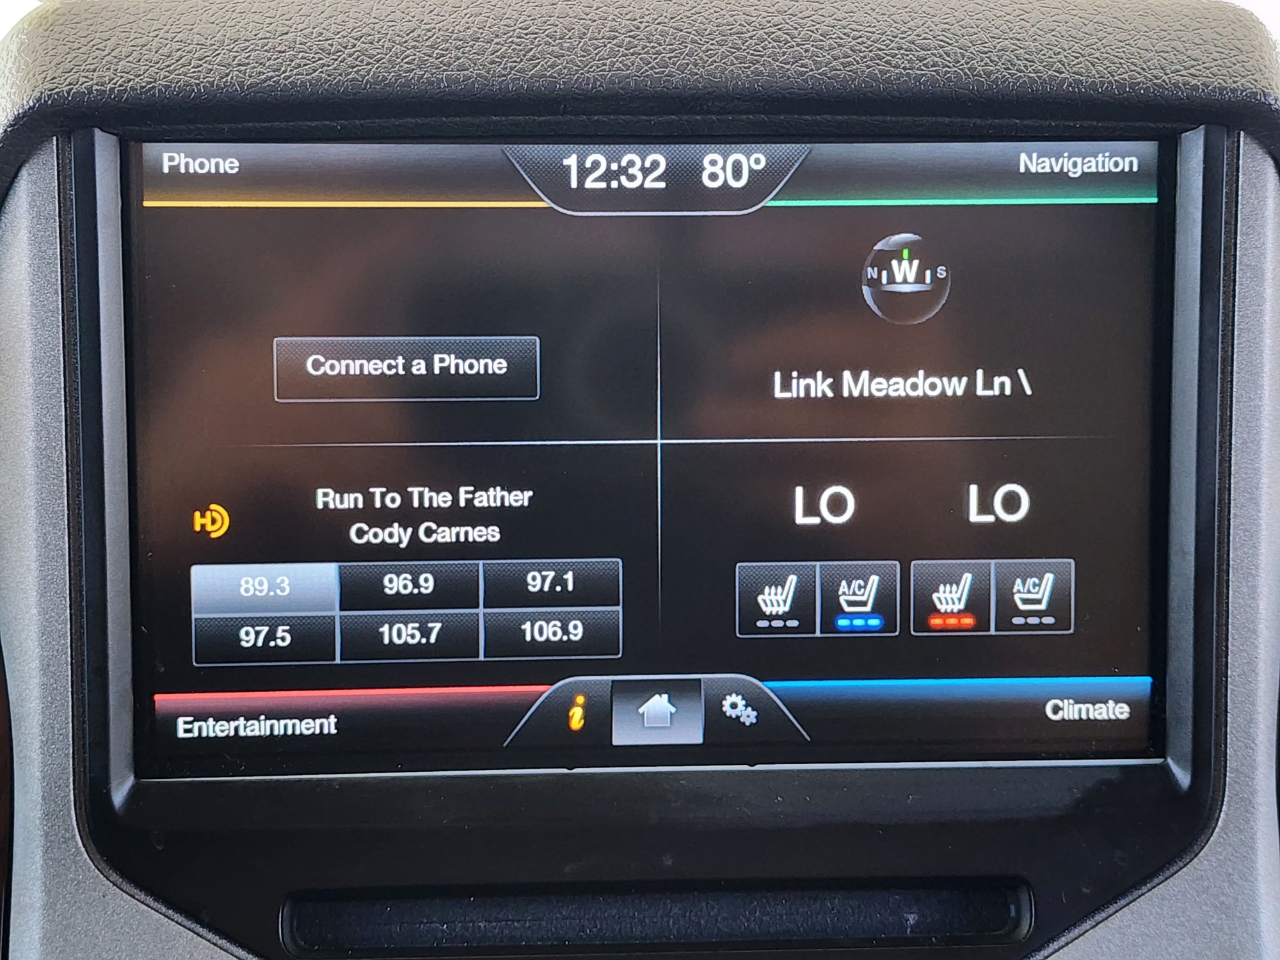 Phone
12:32 80°
Navigation
N W S
Connect a Phone
Link Meadow Ln \
HD
Run To The Father
Cody Carnes
89.3 96.9 97.1
97.5 105.7 106.9
LO LO
A/C A/C
Entertainment
i
Climate